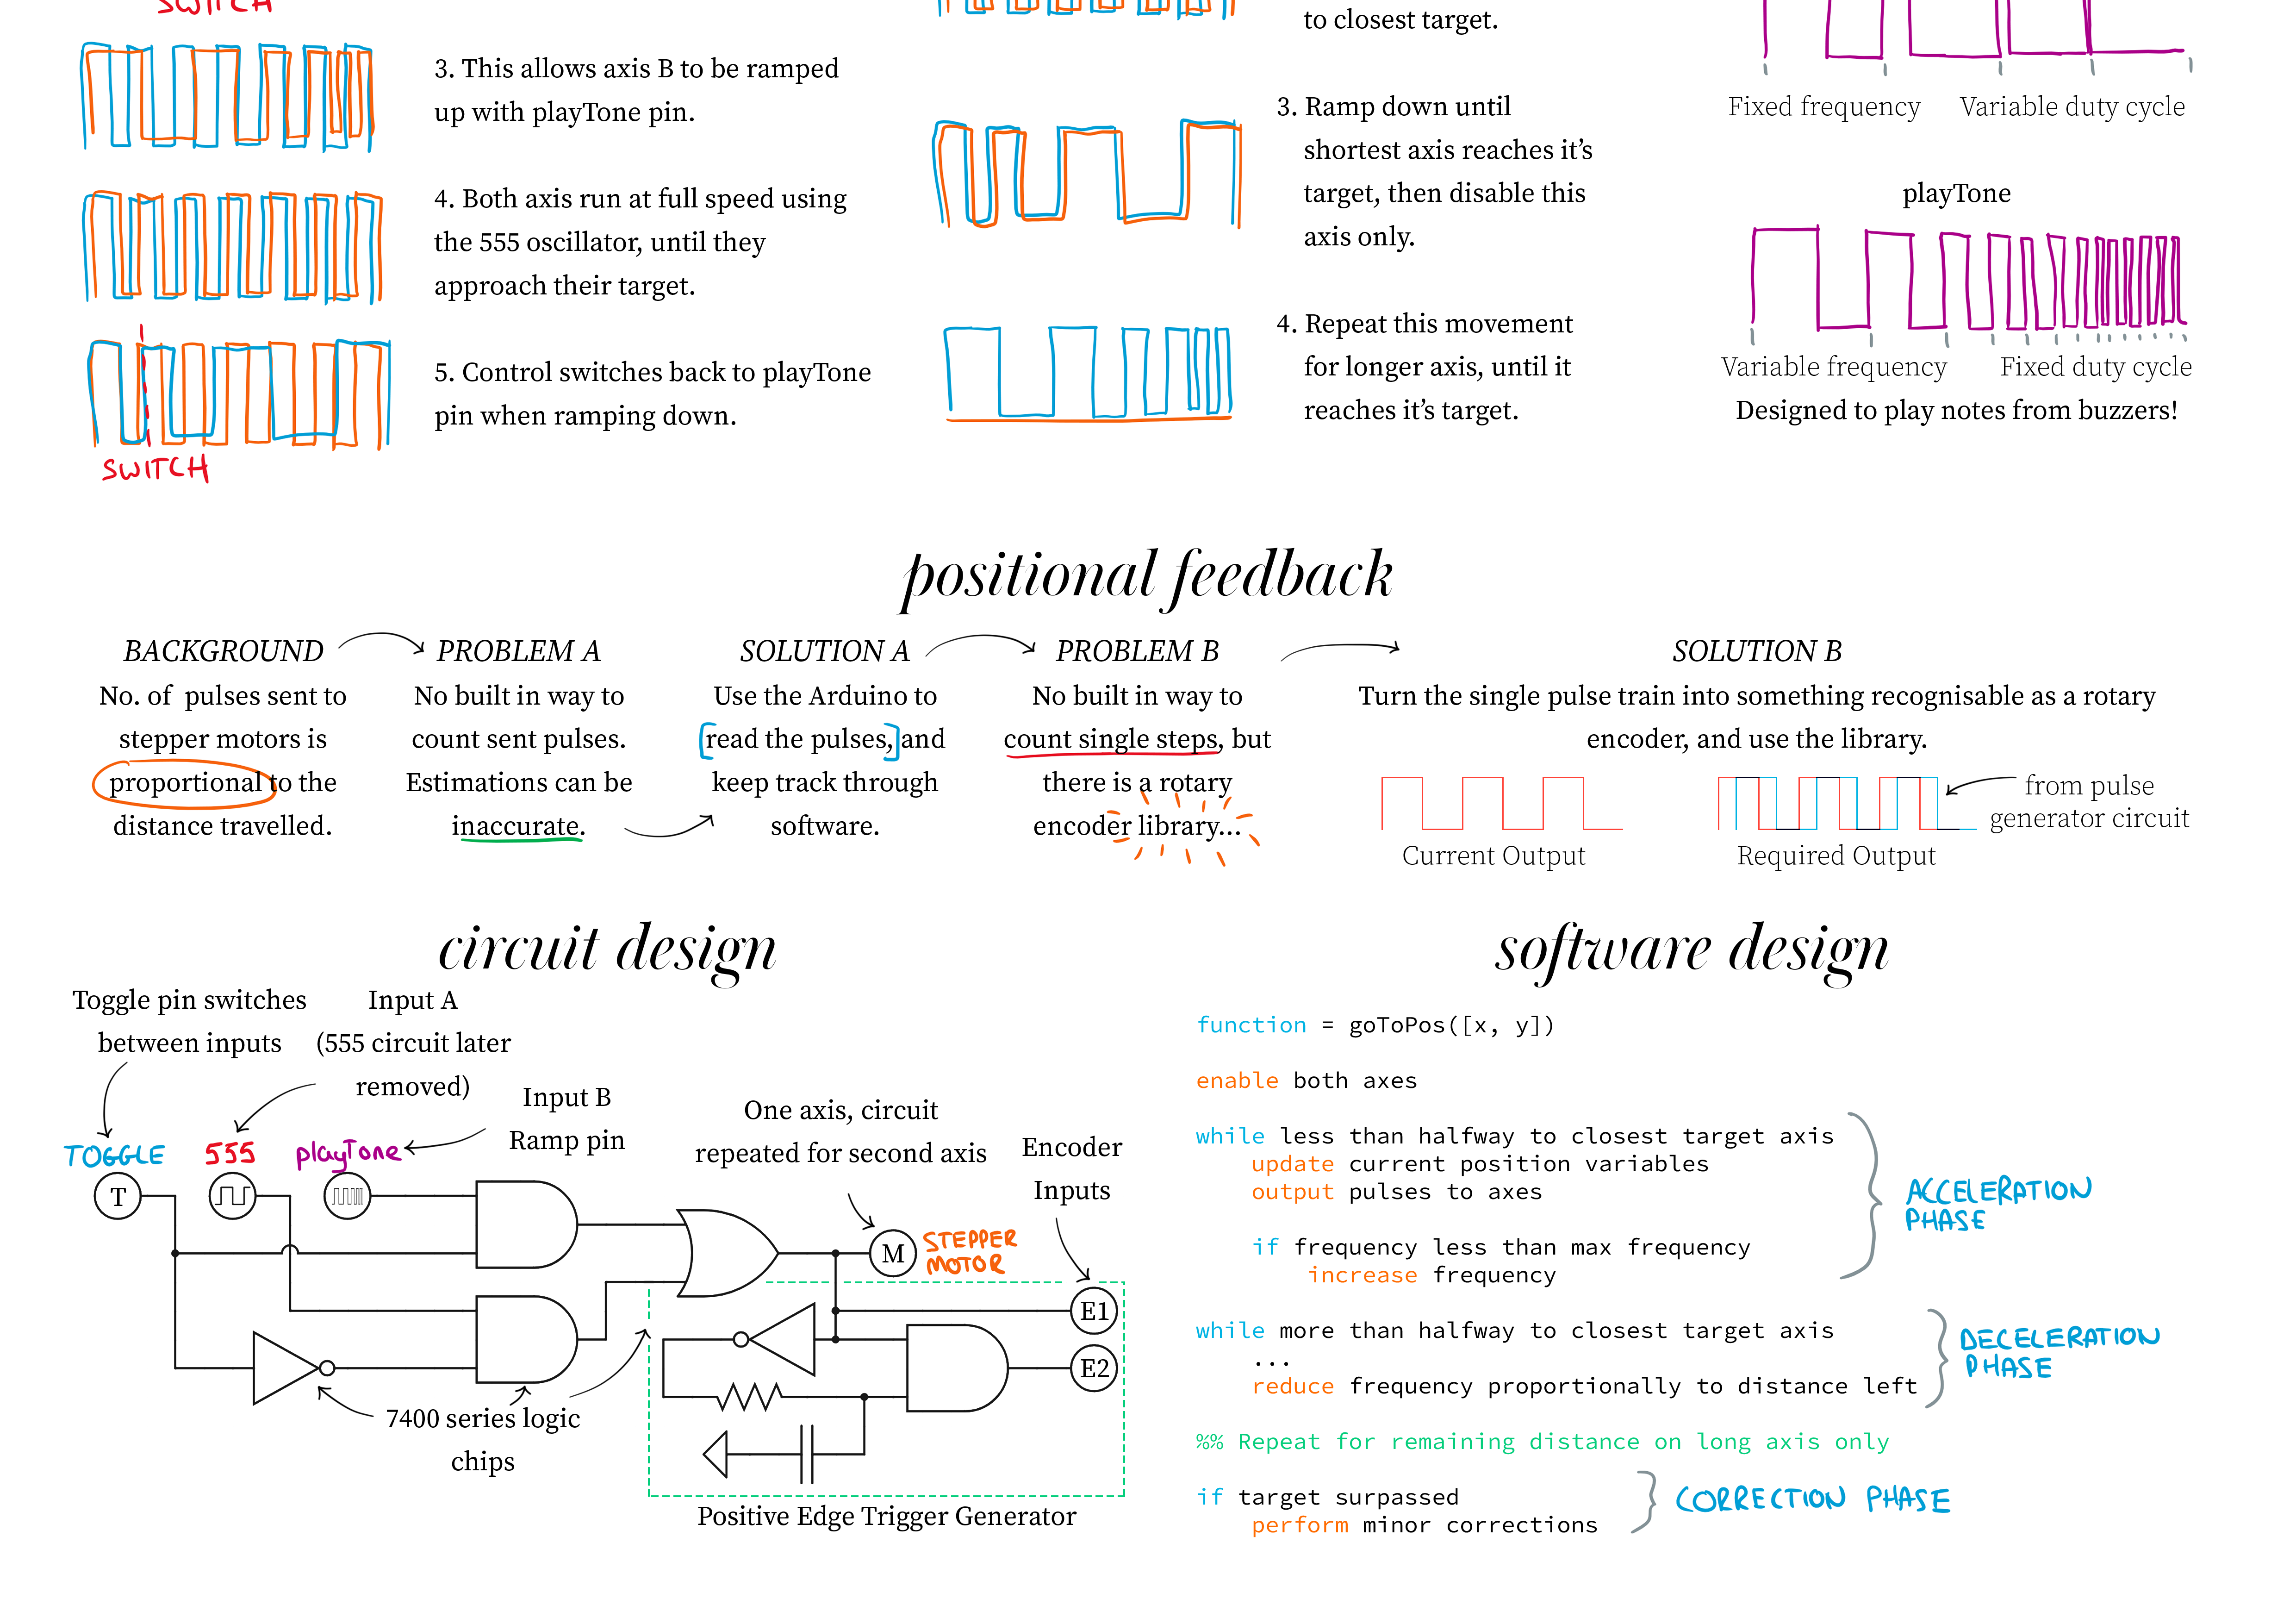 SWITCH
3. This allows axis B to be ramped
up with playTone pin.
4. Both axis run at full speed using
the 555 oscillator, until they
approach their target.
5. Control switches back to playTone
pin when ramping down.
SWITCH
to closest target.
3. Ramp down until
shortest axis reaches it’s
target, then disable this
axis only.
4. Repeat this movement
for longer axis, until it
reaches it’s target.
Fixed frequency
Variable duty cycle
playTone
Variable frequency
Fixed duty cycle
Designed to play notes from buzzers!
positional feedback
BACKGROUND
No. of pulses sent to
stepper motors is
proportional to the
distance travelled.
PROBLEM A
No built in way to
count sent pulses.
Estimations can be
inaccurate.
SOLUTION A
Use the Arduino to
[read the pulses,] and
keep track through
software.
PROBLEM B
No built in way to
count single steps, but
there is a rotary
encoder library...
SOLUTION B
Turn the single pulse train into something recognisable as a rotary
encoder, and use the library.
Current Output
Required Output
from pulse
generator circuit
circuit design
Toggle pin switches
between inputs
Input A
(555 circuit later
removed)
Input B
Ramp pin
One axis, circuit
repeated for second axis
Encoder
Inputs
TOGGLE
555
playTone
T
M
STEPPER
MOTOR
E1
E2
7400 series logic
chips
Positive Edge Trigger Generator
software design
function = goToPos([x, y])
enable both axes
while less than halfway to closest target axis
update current position variables
output pulses to axes
if frequency less than max frequency
increase frequency
ACCELERATION
PHASE
while more than halfway to closest target axis
...
reduce frequency proportionally to distance left
DECELERATION
PHASE
%% Repeat for remaining distance on long axis only
if target surpassed
perform minor corrections
CORRECTION PHASE